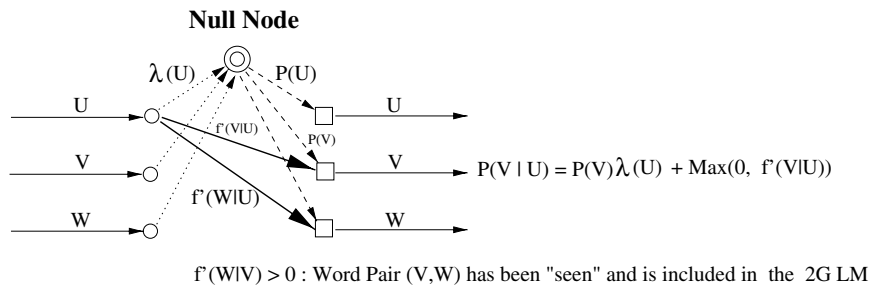 Null Node
λ(U) P(U)
U U
f'(V|U) P(V)
V V P(V | U) = P(V) λ(U) + Max(0, f'(V|U))
f'(W|U)
W W
f'(W|V) > 0 : Word Pair (V,W) has been "seen" and is included in the 2G LM